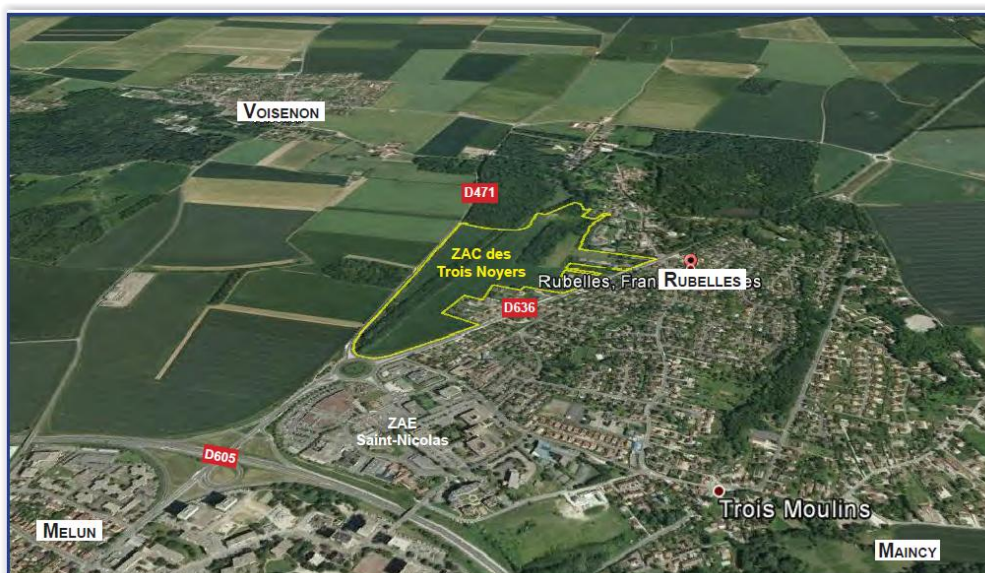 VOISENON
D471
ZAC des
Trois Noyers
Rubelles, Fran
RUBELLES
es
D636
ZAE
Saint-Nicolas
D605
Trois Moulins
MELUN
MAINCY